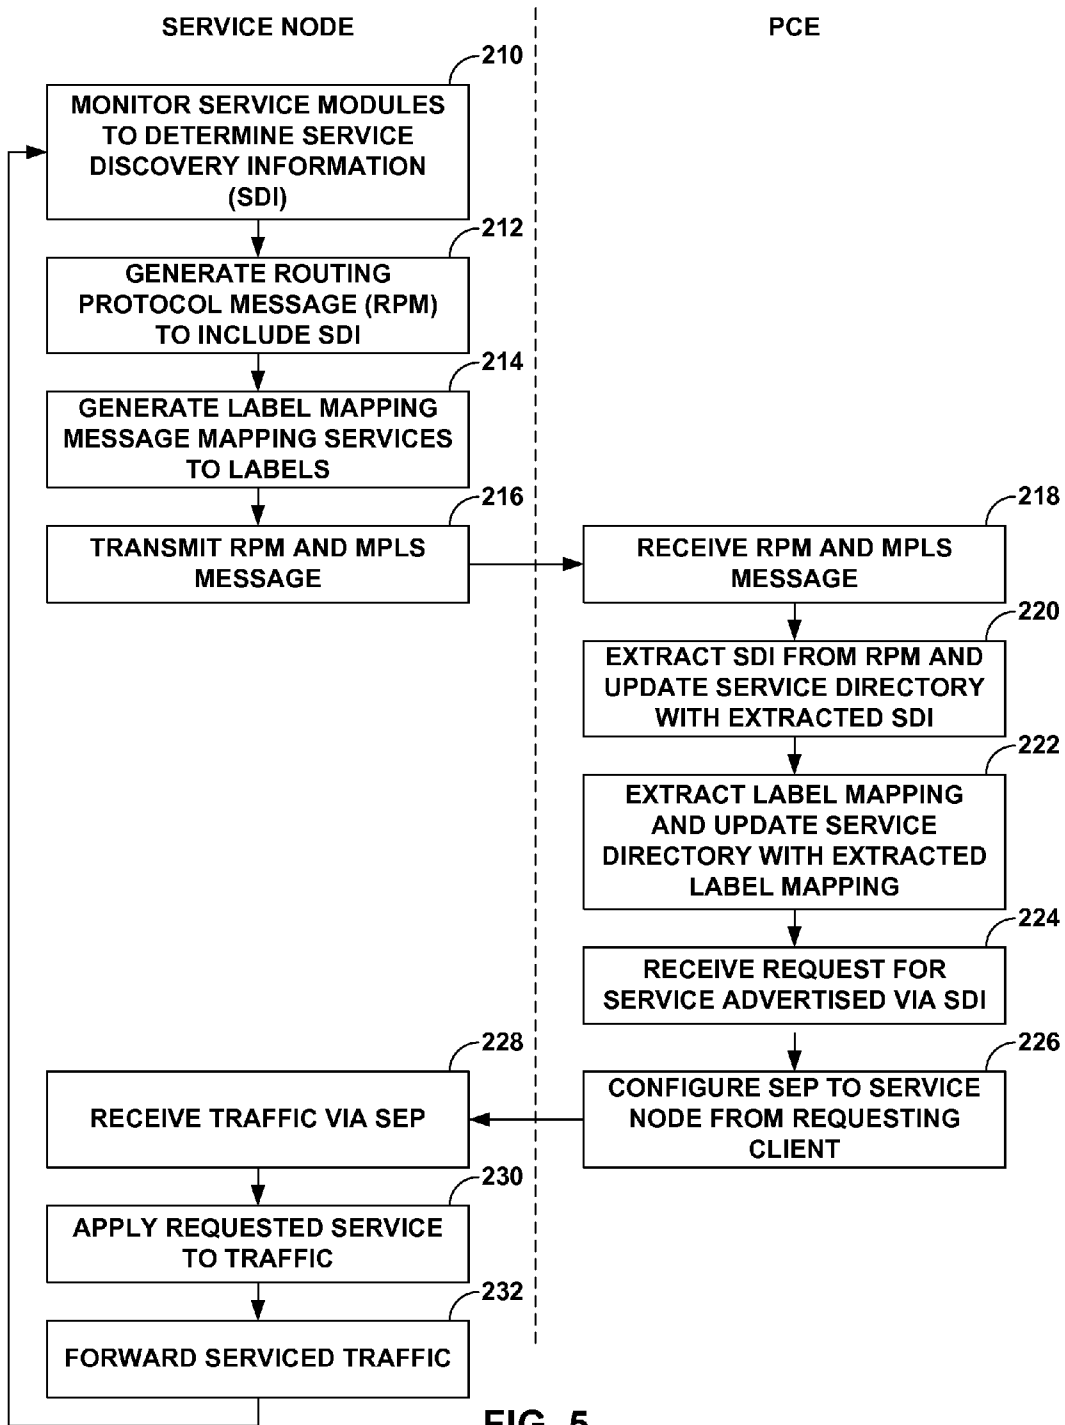 SERVICE NODE
PCE
210
MONITOR SERVICE MODULES
TO DETERMINE SERVICE
DISCOVERY INFORMATION
(SDI)
212
GENERATE ROUTING
PROTOCOL MESSAGE (RPM)
TO INCLUDE SDI
214
GENERATE LABEL MAPPING
MESSAGE MAPPING SERVICES
TO LABELS
216
TRANSMIT RPM AND MPLS
MESSAGE
218
RECEIVE RPM AND MPLS
MESSAGE
220
EXTRACT SDI FROM RPM AND
UPDATE SERVICE DIRECTORY
WITH EXTRACTED SDI
222
EXTRACT LABEL MAPPING
AND UPDATE SERVICE
DIRECTORY WITH EXTRACTED
LABEL MAPPING
224
RECEIVE REQUEST FOR
SERVICE ADVERTISED VIA SDI
226
CONFIGURE SEP TO SERVICE
NODE FROM REQUESTING
CLIENT
228
RECEIVE TRAFFIC VIA SEP
230
APPLY REQUESTED SERVICE
TO TRAFFIC
232
FORWARD SERVICED TRAFFIC
FIG. 5